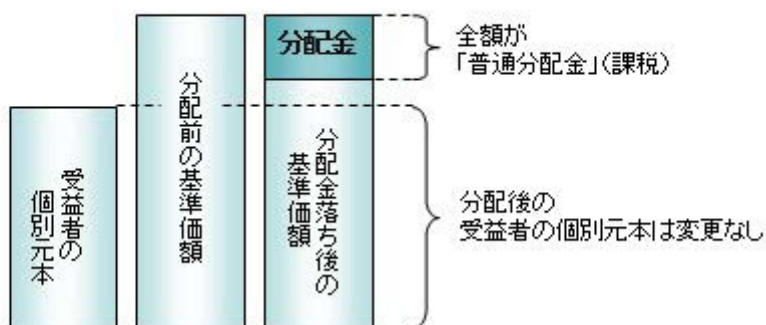 分配金
全額が
「普通分配金」(課税)
受益者の
個別元本
分配前の基準価額
分配金落ち後の
基準価額
分配後の
受益者の個別元本は変更なし